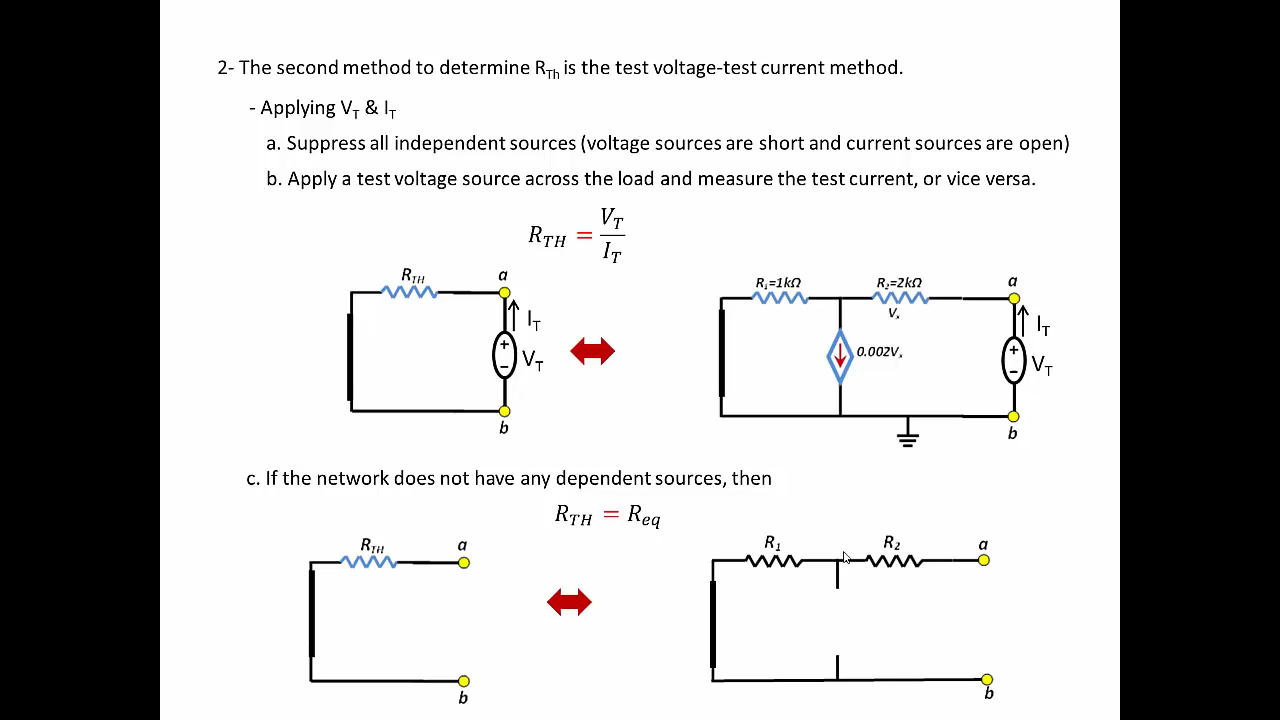 2- The second method to determine R_Th is the test voltage-test current method.
- Applying V_T & I_T
a. Suppress all independent sources (voltage sources are short and current sources are open)
b. Apply a test voltage source across the load and measure the test current, or vice versa.
R_TH = V_T / I_T
R_TH a
I_T
+
V_T
–
b
R₁=1kΩ R₂=2kΩ a
Vₓ
I_T
0.002Vₓ
+
V_T
–
b
c. If the network does not have any dependent sources, then
R_TH = R_eq
R_TH a
b
R₁ R₂ a
b